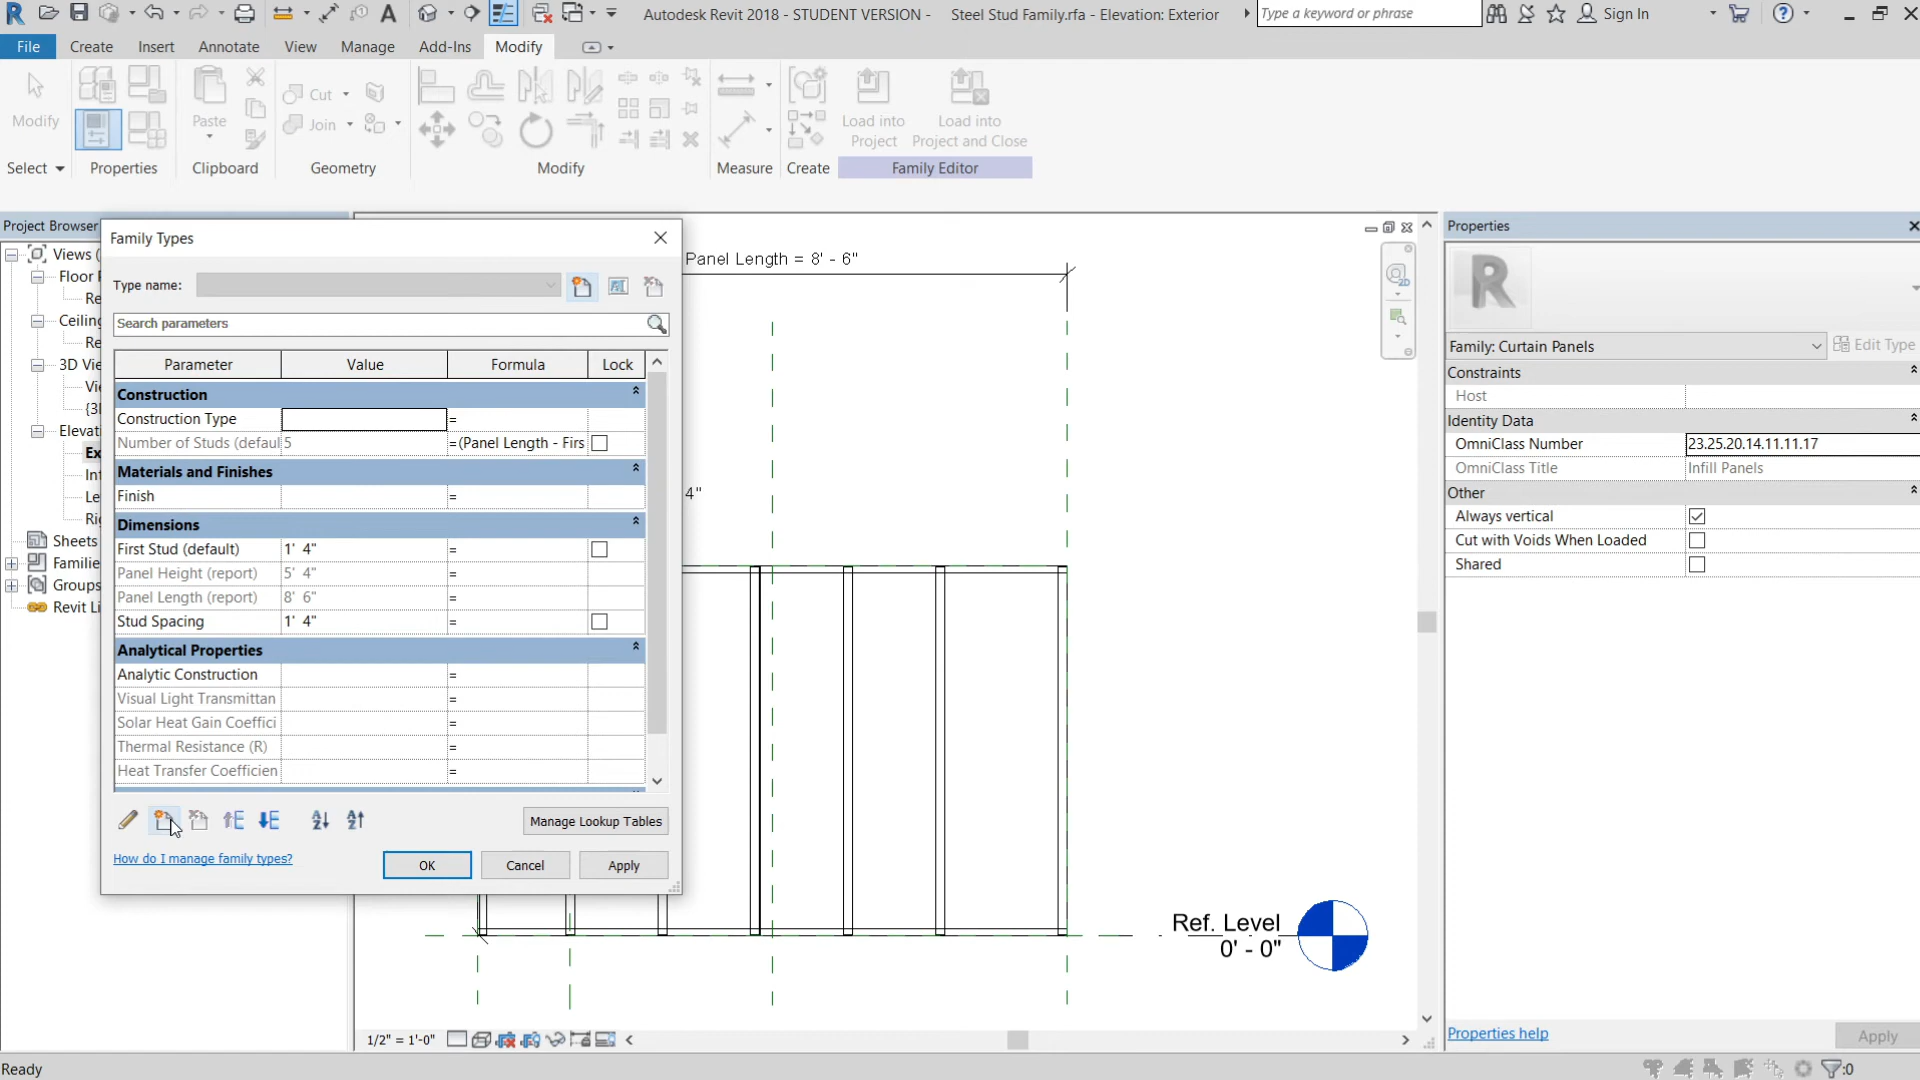 Autodesk Revit 2018 - STUDENT VERSION - Steel Stud Family.rfa - Elevation: Exterior
Type a keyword or phrase
Sign In
File Create Insert Annotate View Manage Add-Ins Modify
Modify
Paste
Cut
Join
Load into Project
Load into Project and Close
Select Properties Clipboard Geometry Modify Measure Create Family Editor
Project Browser
Views (
Floor P
Re
Ceiling
Re
3D Vie
Vie
{3D
Elevati
Ex
Int
Le
Rig
Sheets
Familie
Groups
Revit Li
Family Types
Type name:
Search parameters
Parameter Value Formula Lock
Construction
Construction Type =
Number of Studs (defaul 5 =(Panel Length - Firs
Materials and Finishes
Finish =
Dimensions
First Stud (default) 1' 4" =
Panel Height (report) 5' 4" =
Panel Length (report) 8' 6" =
Stud Spacing 1' 4" =
Analytical Properties
Analytic Construction =
Visual Light Transmittan =
Solar Heat Gain Coeffici =
Thermal Resistance (R) =
Heat Transfer Coefficien =
Manage Lookup Tables
How do I manage family types?
OK Cancel Apply
Panel Length = 8' - 6"
4"
Ref. Level
0' - 0"
1/2" = 1'-0"
Properties
Family: Curtain Panels
Edit Type
Constraints
Host
Identity Data
OmniClass Number 23.25.20.14.11.11.17
OmniClass Title Infill Panels
Other
Always vertical
Cut with Voids When Loaded
Shared
Properties help
Apply
Ready
:0